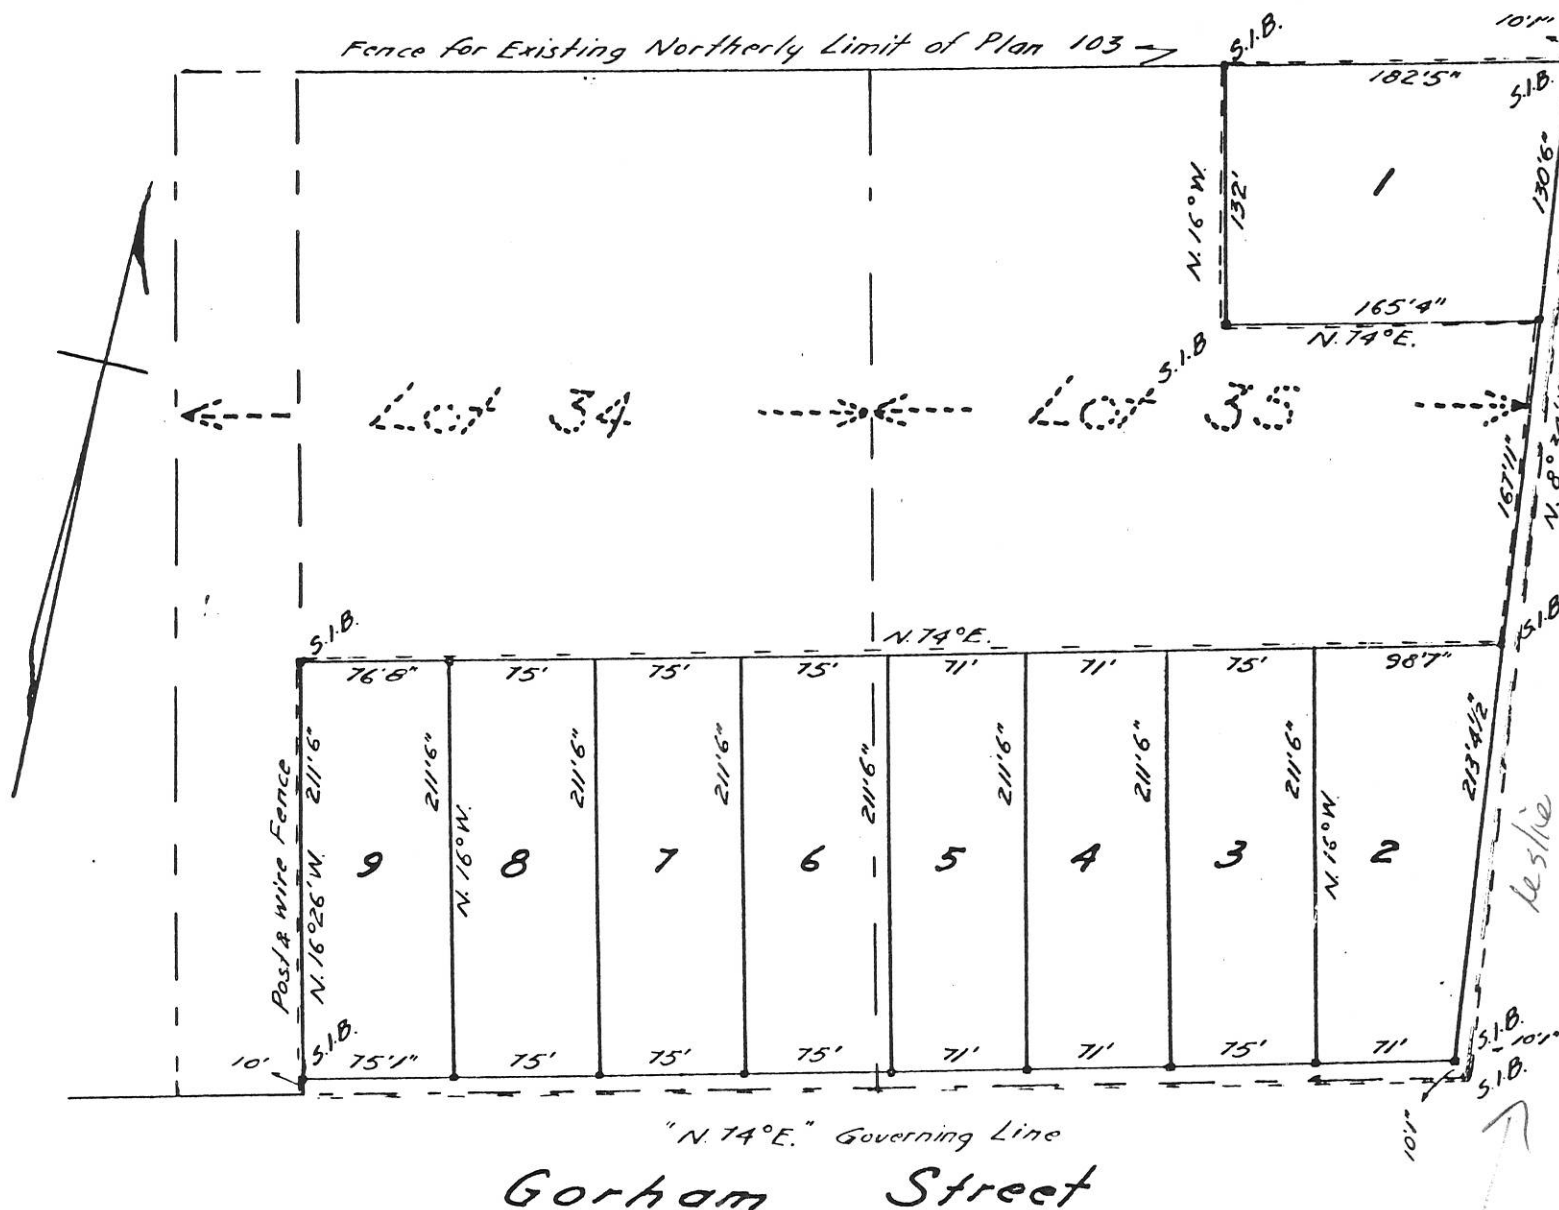 Fence for Existing Northerly Limit of Plan 103
S.I.B.
10'1"
182'5"
S.I.B.
N. 16° W.
132'
1
130'6"
165'4"
N. 74° E.
S.I.B
Lot 34
Lot 35
167'11"
N. 8°
S.I.B.
N. 74° E.
S.I.B
76'8"
75'
75'
75'
71'
71'
75'
98'7"
Post & wire Fence
N. 16°26' W.
211'6"
211'6"
N. 16° W.
211'6"
211'6"
211'6"
211'6"
211'6"
211'6"
N. 16° W.
213'4½"
9
8
7
6
5
4
3
2
Leslie
10'
S.I.B.
75'1"
75'
75'
75'
71'
71'
75'
71'
S.I.B.
10'1"
S.I.B.
10'1"
"N. 74° E." Governing Line
Gorham Street